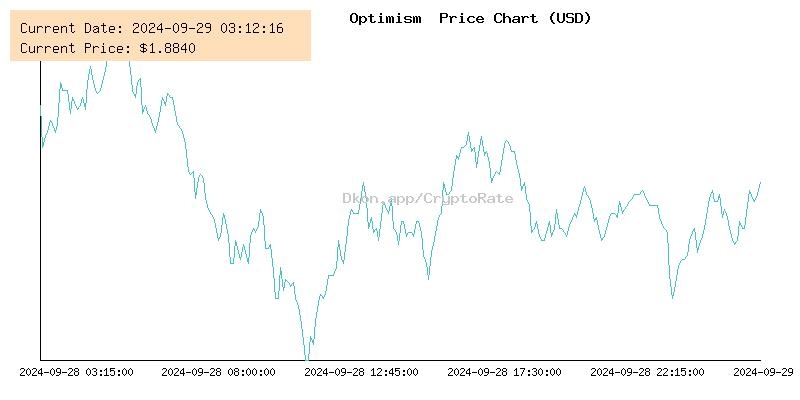 Optimism  Price Chart (USD)
Current Date: 2024-09-29 03:12:16
Current Price: $1.8840
Dkon.app/CryptoRate
2024-09-28 03:15:00 2024-09-28 08:00:00 2024-09-28 12:45:00 2024-09-28 17:30:00 2024-09-28 22:15:00 2024-09-29